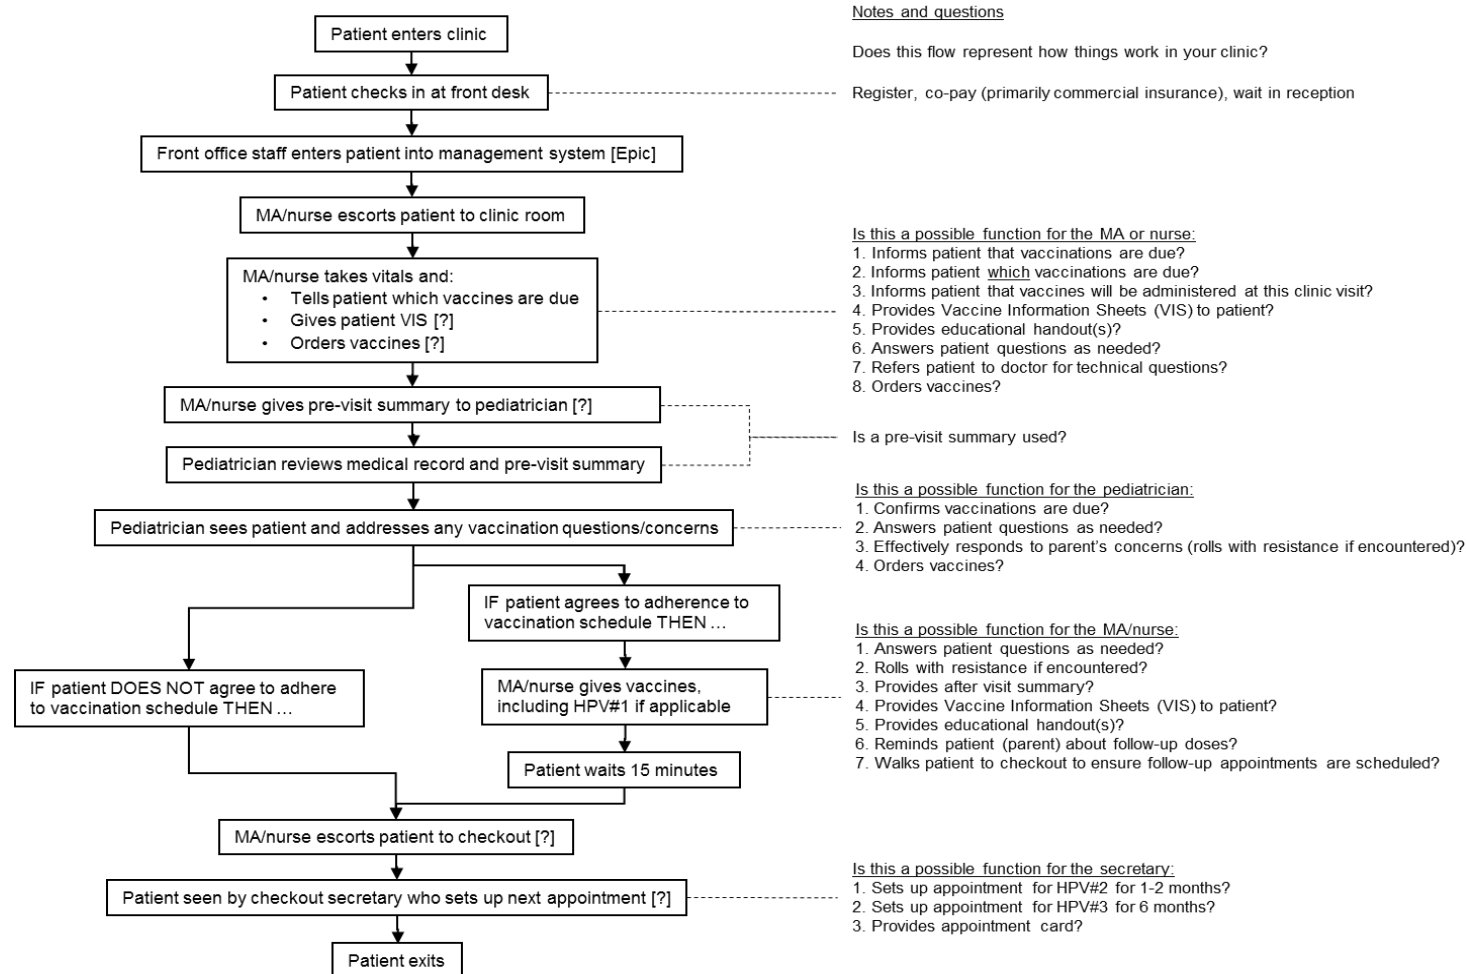 Notes and questions
Patient enters clinic
Does this flow represent how things work in your clinic?
Patient checks in at front desk
Register, co-pay (primarily commercial insurance), wait in reception
Front office staff enters patient into management system [Epic]
MA/nurse escorts patient to clinic room
MA/nurse takes vitals and:
• Tells patient which vaccines are due
• Gives patient VIS [?]
• Orders vaccines [?]
Is this a possible function for the MA or nurse:
1. Informs patient that vaccinations are due?
2. Informs patient which vaccinations are due?
3. Informs patient that vaccines will be administered at this clinic visit?
4. Provides Vaccine Information Sheets (VIS) to patient?
5. Provides educational handout(s)?
6. Answers patient questions as needed?
7. Refers patient to doctor for technical questions?
8. Orders vaccines?
MA/nurse gives pre-visit summary to pediatrician [?]
Is a pre-visit summary used?
Pediatrician reviews medical record and pre-visit summary
Pediatrician sees patient and addresses any vaccination questions/concerns
Is this a possible function for the pediatrician:
1. Confirms vaccinations are due?
2. Answers patient questions as needed?
3. Effectively responds to parent's concerns (rolls with resistance if encountered)?
4. Orders vaccines?
IF patient agrees to adherence to
vaccination schedule THEN ...
IF patient DOES NOT agree to adhere
to vaccination schedule THEN ...
MA/nurse gives vaccines,
including HPV#1 if applicable
Is this a possible function for the MA/nurse:
1. Answers patient questions as needed?
2. Rolls with resistance if encountered?
3. Provides after visit summary?
4. Provides Vaccine Information Sheets (VIS) to patient?
5. Provides educational handout(s)?
6. Reminds patient (parent) about follow-up doses?
7. Walks patient to checkout to ensure follow-up appointments are scheduled?
Patient waits 15 minutes
MA/nurse escorts patient to checkout [?]
Patient seen by checkout secretary who sets up next appointment [?]
Is this a possible function for the secretary:
1. Sets up appointment for HPV#2 for 1-2 months?
2. Sets up appointment for HPV#3 for 6 months?
3. Provides appointment card?
Patient exits